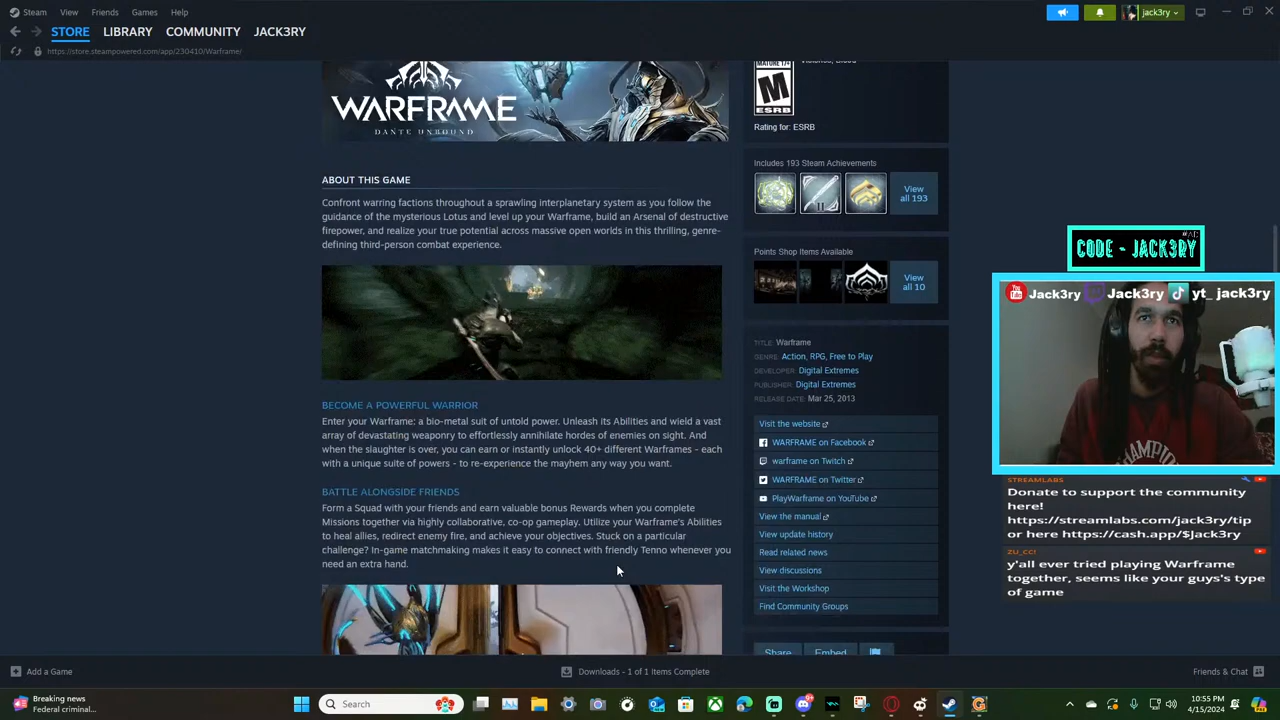 Steam View Friends Games Help
jack3ry
STORE LIBRARY COMMUNITY JACK3RY
https://store.steampowered.com/app/230410/Warframe/
WARFRAME
DANTE UNBOUND
MATURE 17+
M
ESRB
Rating for: ESRB
ABOUT THIS GAME
Confront warring factions throughout a sprawling interplanetary system as you follow the
guidance of the mysterious Lotus and level up your Warframe, build an Arsenal of destructive
firepower, and realize your true potential across massive open worlds in this thrilling, genre-
defining third-person combat experience.
BECOME A POWERFUL WARRIOR
Enter your Warframe: a bio-metal suit of untold power. Unleash its Abilities and wield a vast
array of devastating weaponry to effortlessly annihilate hordes of enemies on sight. And
when the slaughter is over, you can earn or instantly unlock 40+ different Warframes - each
with a unique suite of powers - to re-experience the mayhem any way you want.
BATTLE ALONGSIDE FRIENDS
Form a Squad with your friends and earn valuable bonus Rewards when you complete
Missions together via highly collaborative, co-op gameplay. Utilize your Warframe's Abilities
to heal allies, redirect enemy fire, and achieve your objectives. Stuck on a particular
challenge? In-game matchmaking makes it easy to connect with friendly Tenno whenever you
need an extra hand.
Includes 193 Steam Achievements
II
View
all 193
Points Shop Items Available
View
all 10
TITLE: Warframe
GENRE: Action, RPG, Free to Play
DEVELOPER: Digital Extremes
PUBLISHER: Digital Extremes
RELEASE DATE: Mar 25, 2013
Visit the website
WARFRAME on Facebook
warframe on Twitch
WARFRAME on Twitter
PlayWarframe on YouTube
View the manual
View update history
Read related news
View discussions
Visit the Workshop
Find Community Groups
Share Embed
#AD
CODE - JACK3RY
Jack3ry Jack3ry yt_jack3ry
CHAMPION
STREAMLABS
Donate to support the community
here!
https://streamlabs.com/jack3ry/tip
or here https://cash.app/$Jack3ry
ZU_CCI
y'all ever tried playing Warframe
together, seems like your guys's type
of game
Add a Game
Downloads - 1 of 1 Items Complete
Friends & Chat
Breaking news
Federal criminal...
Search
10:55 PM
4/15/2024